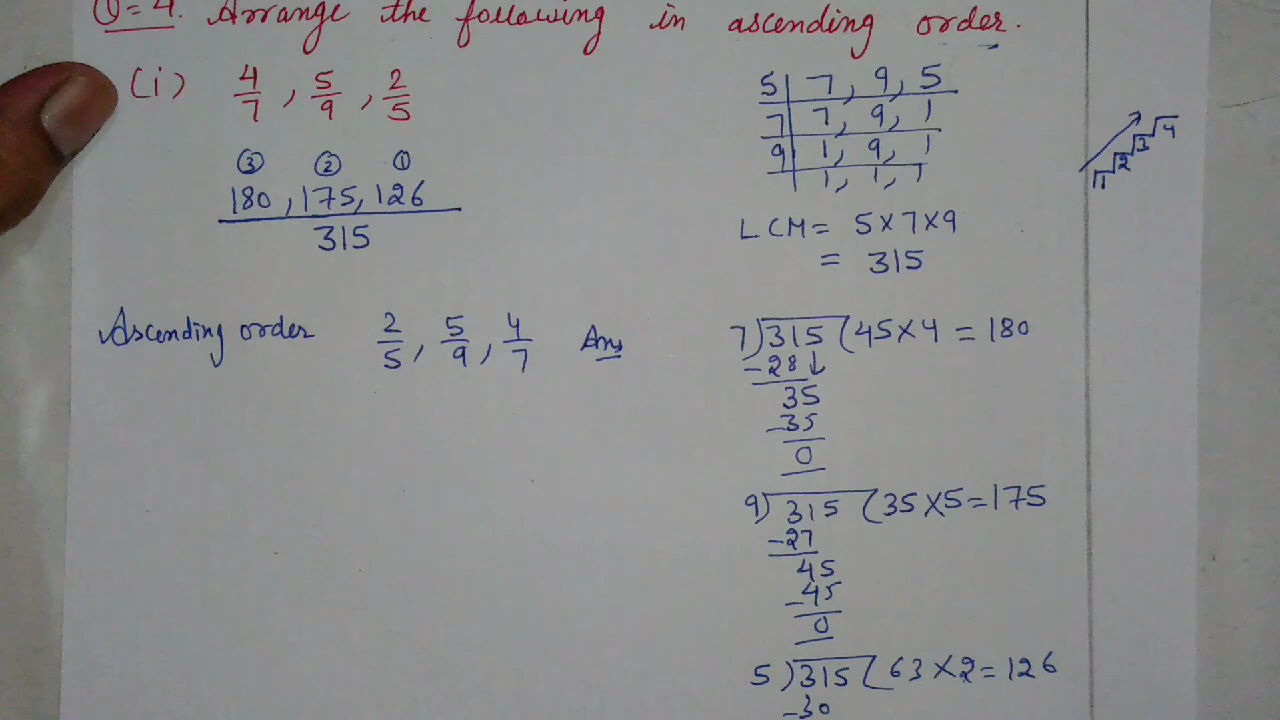 Q=4. Arrange the following in ascending order.
(i) 4/7, 5/9, 2/5
③ ② ①
180, 175, 126
315
Ascending order 2/5, 5/9, 4/7 Ans
5 | 7, 9, 5
7 | 7, 9, 1
9 | 1, 9, 1
1, 1, 1
LCM = 5×7×9
= 315
7)315(45×4 = 180
-28↓
35
-35
0
9)315(35×5=175
-27
45
-45
0
5)315(63×2=126
-30
1 2 3 4